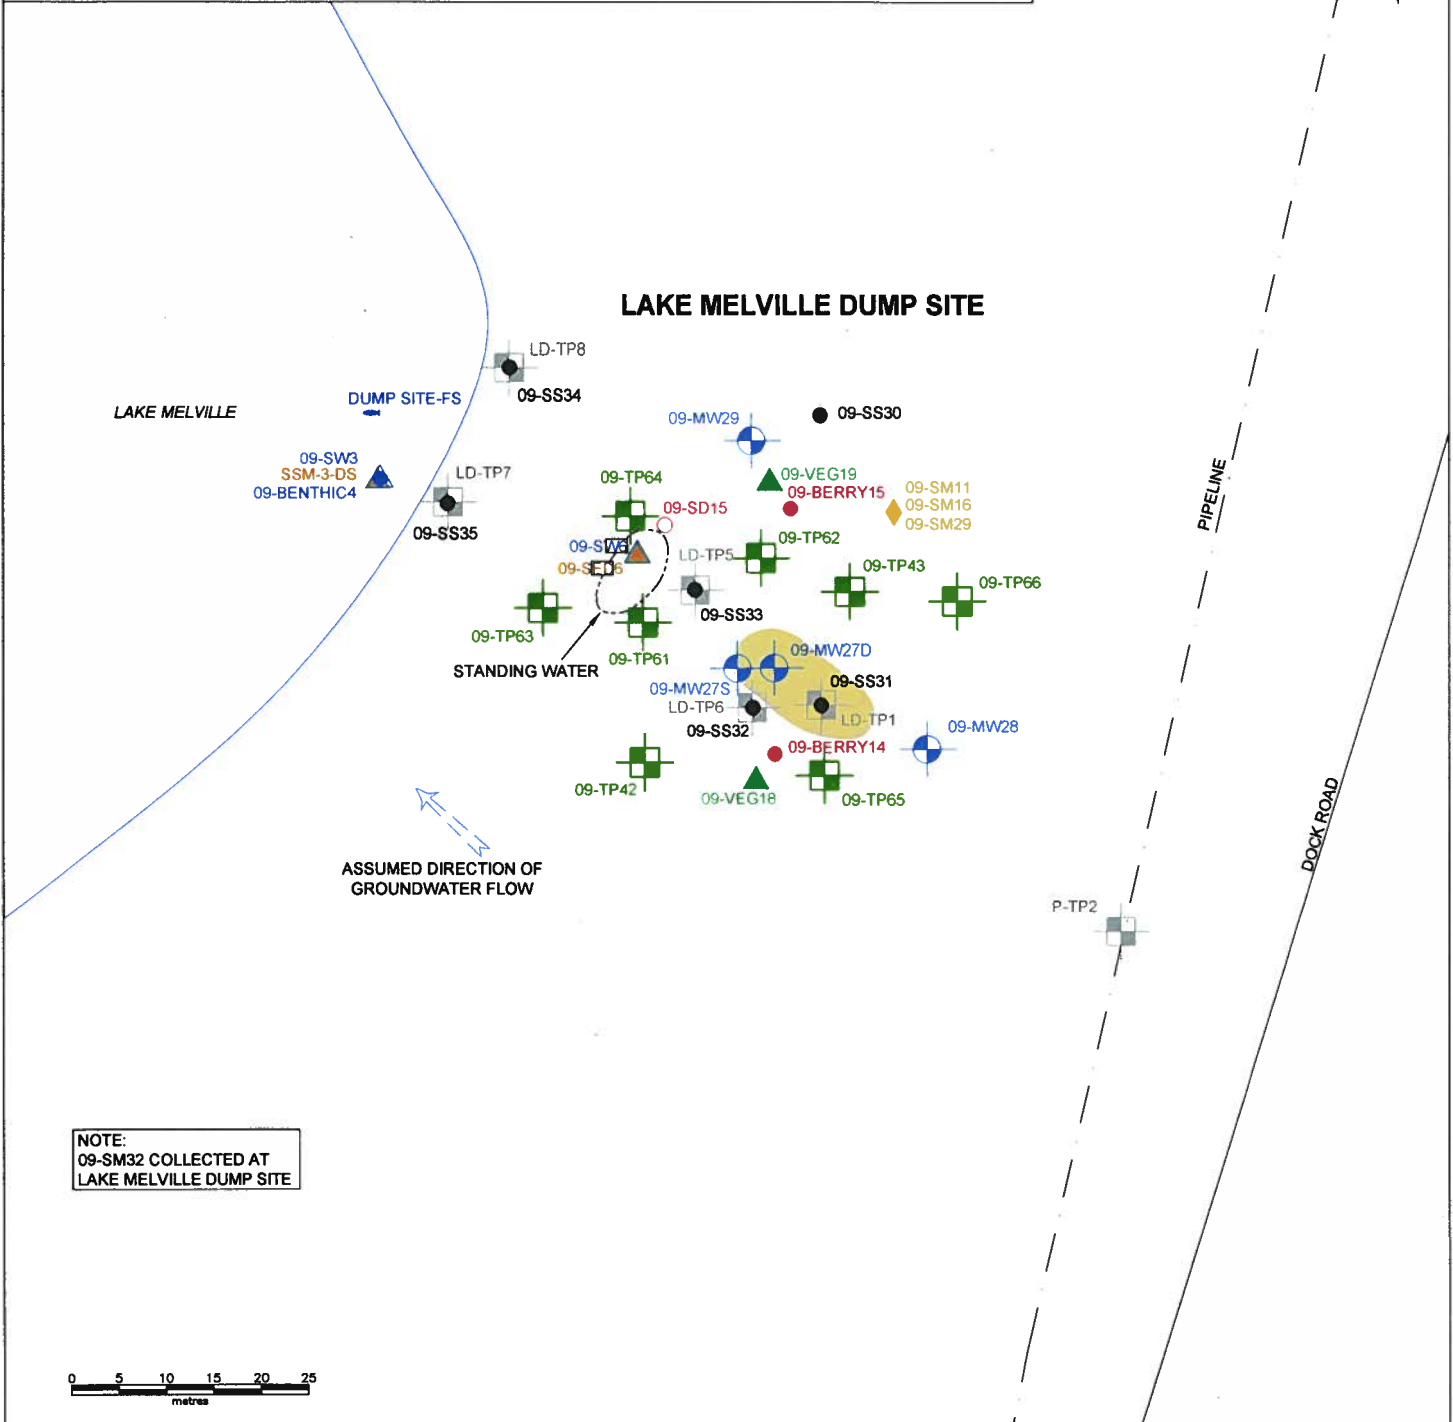 LAKE MELVILLE DUMP SITE
LD-TP8
09-SS34
DUMP SITE-FS
LAKE MELVILLE
09-MW29
09-SS30
09-SW3
SSM-3-DS
09-BENTHIC4
LD-TP7
09-SS35
09-TP64
09-SD15
09-VEG19
09-BERRY15
09-SM11
09-SM16
09-SM29
PIPELINE
09-SW6
09-SED6
LD-TP5
09-TP62
09-TP43
09-TP66
09-SS33
09-TP63
09-TP61
STANDING WATER
09-MW27D
09-MW27S
09-SS31
LD-TP6
LD-TP1
09-SS32
09-MW28
09-BERRY14
09-TP42
09-VEG18
09-TP65
DOCK ROAD
ASSUMED DIRECTION OF
GROUNDWATER FLOW
P-TP2
NOTE:
09-SM32 COLLECTED AT
LAKE MELVILLE DUMP SITE
0 5 10 15 20 25
metres